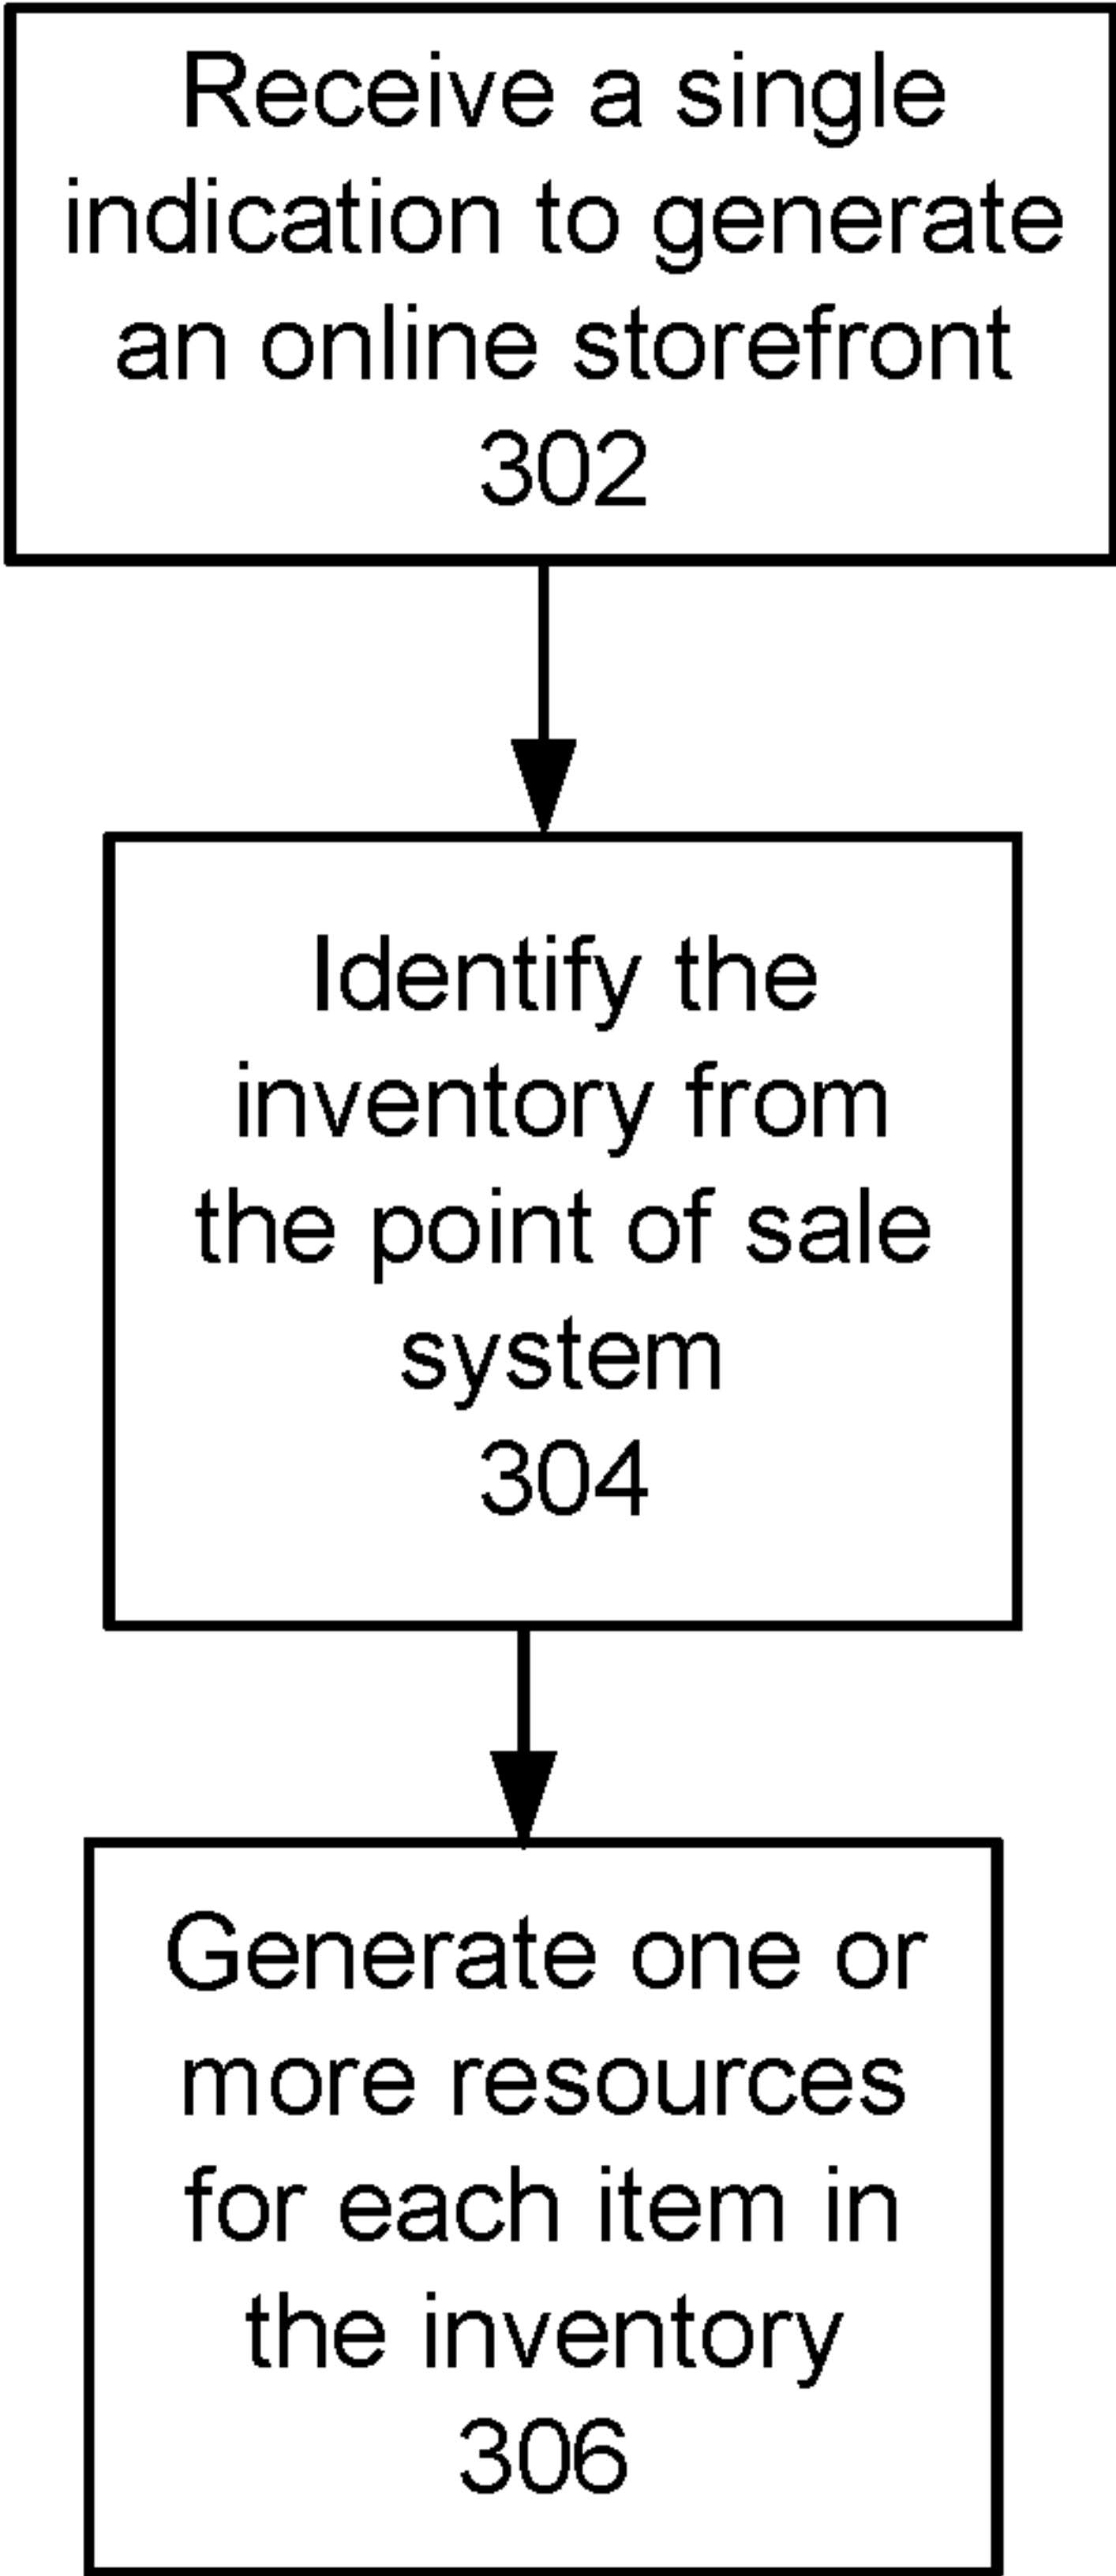 Receive a single
indication to generate
an online storefront
302
Identify the
inventory from
the point of sale
system
304
Generate one or
more resources
for each item in
the inventory
306